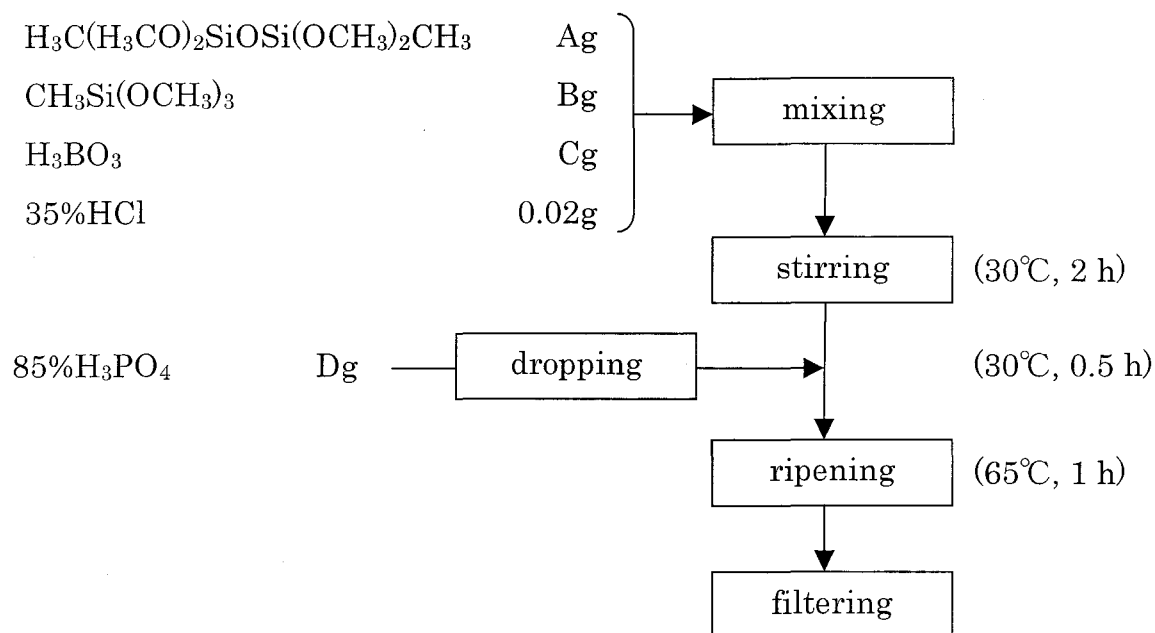 H₃C(H₃CO)₂SiOSi(OCH₃)₂CH₃ Ag
CH₃Si(OCH₃)₃ Bg
H₃BO₃ Cg
35%HCl 0.02g
mixing
stirring (30℃, 2 h)
85%H₃PO₄ Dg dropping (30℃, 0.5 h)
ripening (65℃, 1 h)
filtering